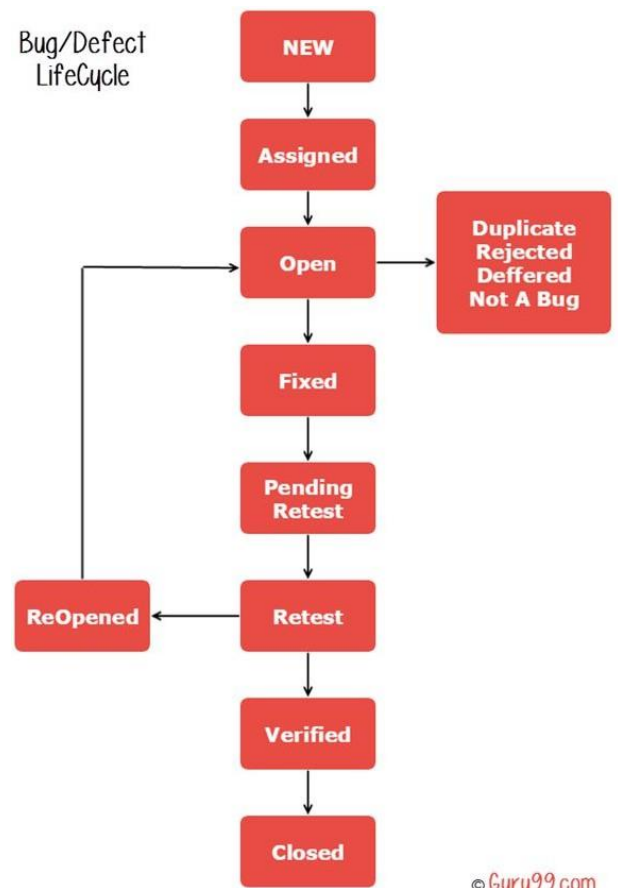 Bug/Defect
LifeCycle
NEW
Assigned
Open
Duplicate
Rejected
Deffered
Not A Bug
Fixed
Pending
Retest
ReOpened
Retest
Verified
Closed
© Guru99.com